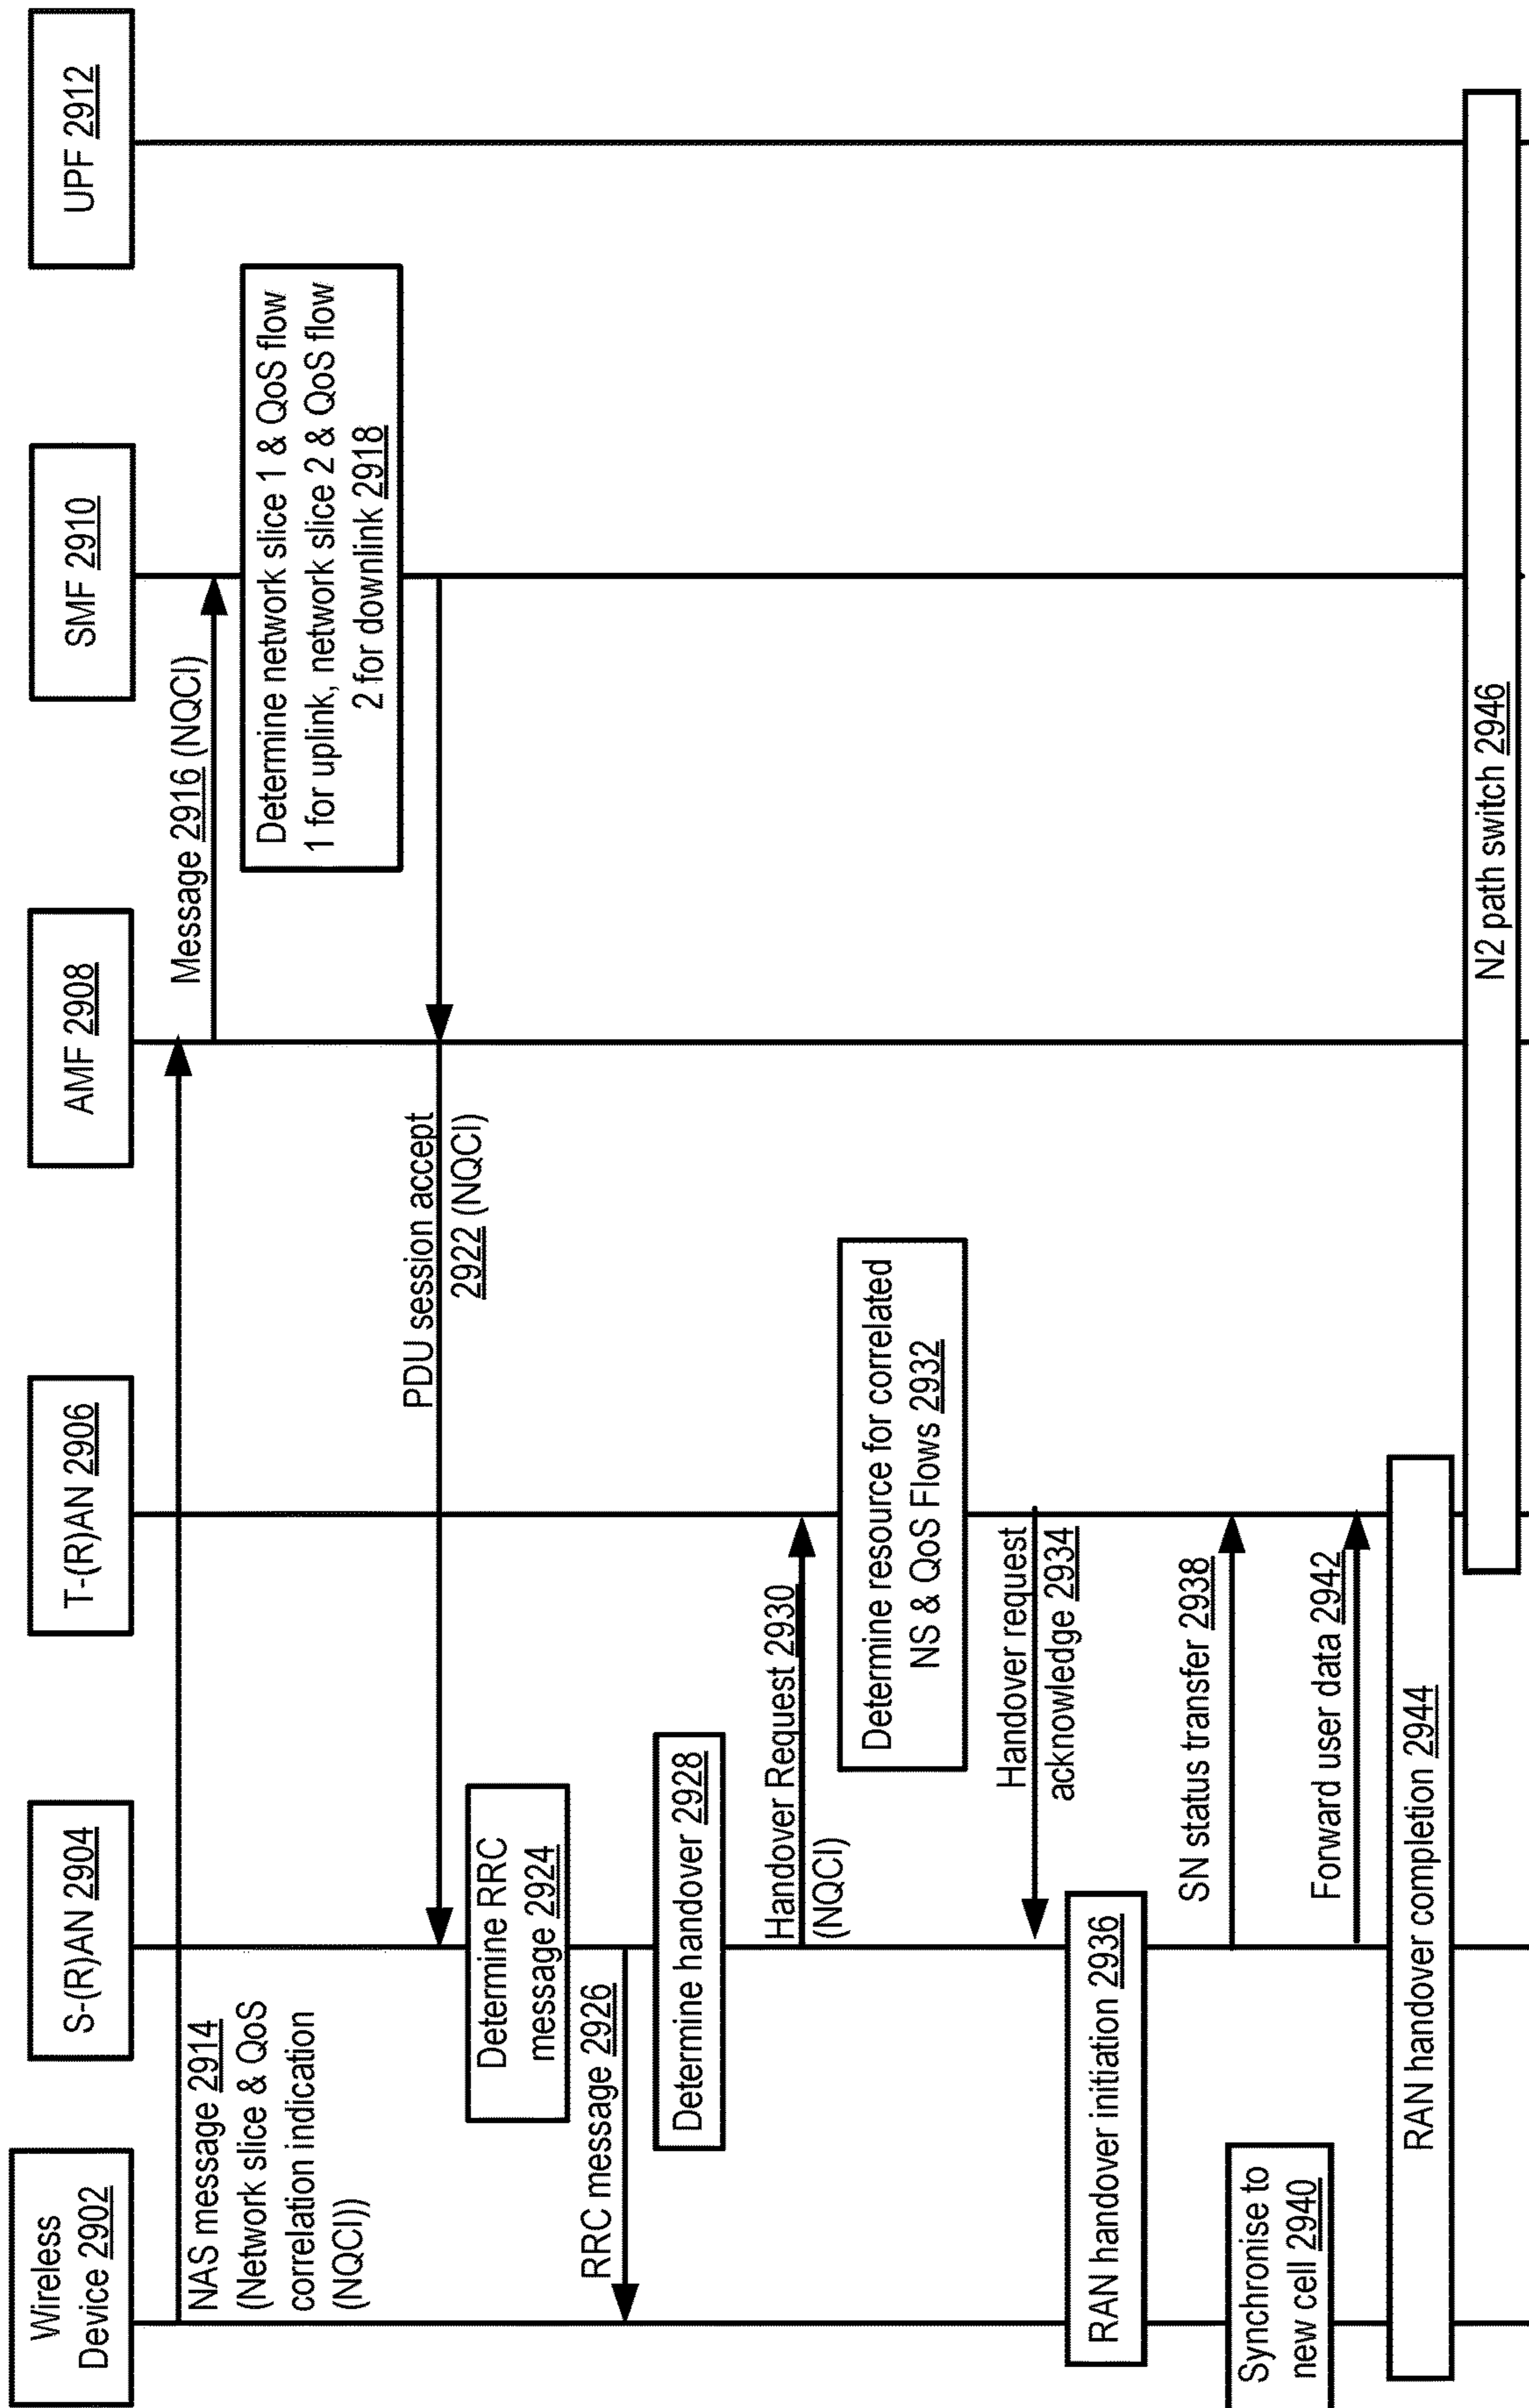 Wireless
Device 2902
S-(R)AN 2904
T-(R)AN 2906
AMF 2908
SMF 2910
UPF 2912
NAS message 2914
(Network slice & QoS
correlation indication
(NQCI))
Message 2916 (NQCI)
Determine network slice 1 & QoS flow
1 for uplink, network slice 2 & QoS flow
2 for downlink 2918
PDU session accept
2922 (NQCI)
Determine RRC
message 2924
RRC message 2926
Determine handover 2928
Handover Request 2930
(NQCI)
Determine resource for correlated
NS & QoS Flows 2932
Handover request
acknowledge 2934
RAN handover initiation 2936
SN status transfer 2938
Synchronise to
new cell 2940
Forward user data 2942
RAN handover completion 2944
N2 path switch 2946